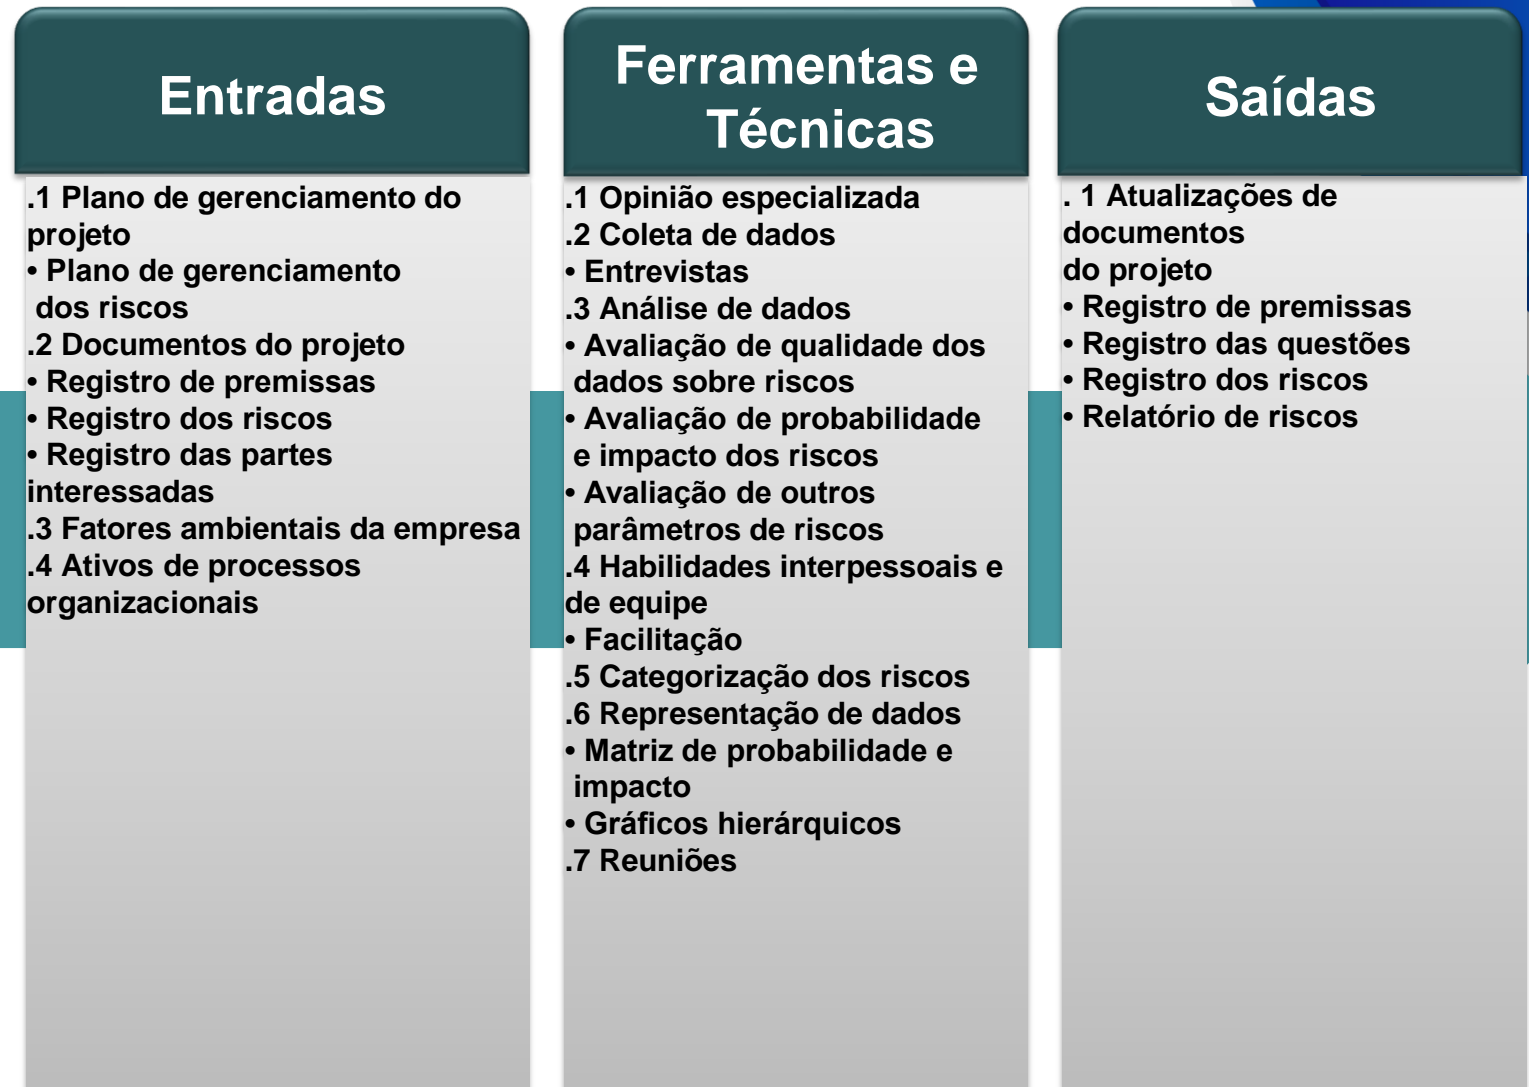 Entradas
.1 Plano de gerenciamento do
projeto
• Plano de gerenciamento
dos riscos
.2 Documentos do projeto
• Registro de premissas
• Registro dos riscos
• Registro das partes
interessadas
.3 Fatores ambientais da empresa
.4 Ativos de processos
organizacionais
Ferramentas e
Técnicas
.1 Opinião especializada
.2 Coleta de dados
• Entrevistas
.3 Análise de dados
• Avaliação de qualidade dos
dados sobre riscos
• Avaliação de probabilidade
e impacto dos riscos
• Avaliação de outros
parâmetros de riscos
.4 Habilidades interpessoais e
de equipe
• Facilitação
.5 Categorização dos riscos
.6 Representação de dados
• Matriz de probabilidade e
impacto
• Gráficos hierárquicos
.7 Reuniões
Saídas
. 1 Atualizações de
documentos
do projeto
• Registro de premissas
• Registro das questões
• Registro dos riscos
• Relatório de riscos